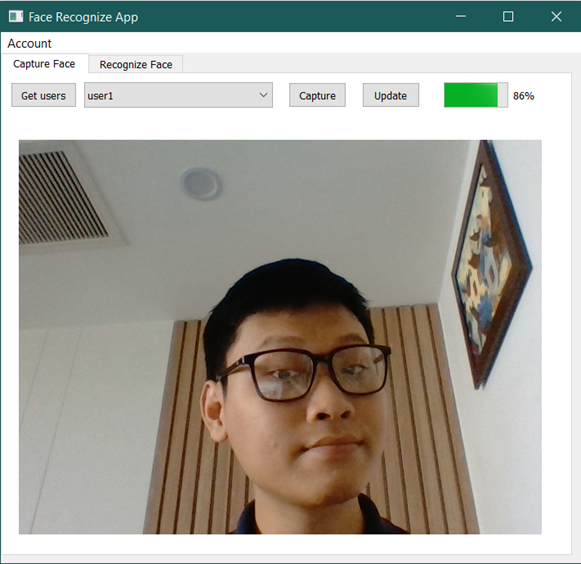 Face Recognize App
Account
Capture Face Recognize Face
Get users user1 Capture Update 86%